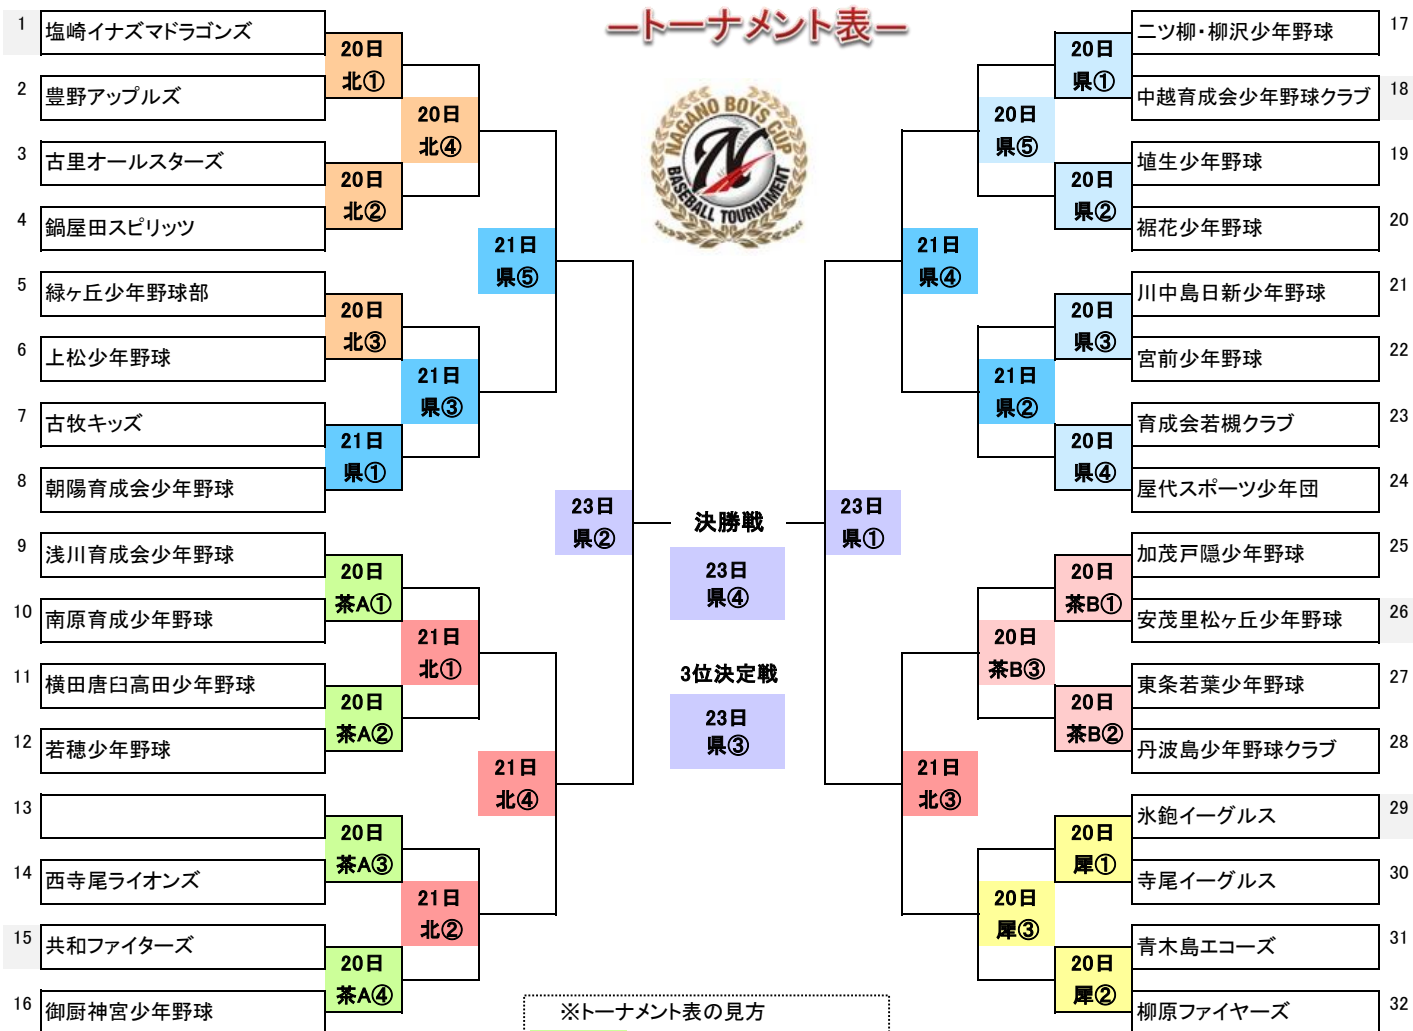 ートーナメント表ー
NAGANO BOYS CUP
N
BASEBALL TOURNAMENT
1
塩崎イナズマドラゴンズ
20日
北①
2
豊野アップルズ
20日
北④
3
古里オールスターズ
20日
北②
4
鍋屋田スピリッツ
21日
県⑤
5
緑ヶ丘少年野球部
20日
北③
6
上松少年野球
21日
県③
7
古牧キッズ
21日
県①
8
朝陽育成会少年野球
23日
県②
9
浅川育成会少年野球
20日
茶A①
10
南原育成少年野球
21日
北①
11
横田唐臼高田少年野球
20日
茶A②
12
若穂少年野球
21日
北④
13
20日
茶A③
14
西寺尾ライオンズ
21日
北②
15
共和ファイターズ
20日
茶A④
16
御厨神宮少年野球
決勝戦
23日
県④
3位決定戦
23日
県③
※トーナメント表の見方
17
二ツ柳・柳沢少年野球
20日
県①
18
中越育成会少年野球クラブ
20日
県⑤
19
埴生少年野球
20日
県②
20
裾花少年野球
21日
県④
21
川中島日新少年野球
20日
県③
22
宮前少年野球
21日
県②
23
育成会若槻クラブ
20日
県④
24
屋代スポーツ少年団
23日
県①
25
加茂戸隠少年野球
20日
茶B①
26
安茂里松ヶ丘少年野球
20日
茶B③
27
東条若葉少年野球
20日
茶B②
28
丹波島少年野球クラブ
21日
北③
29
氷鉋イーグルス
20日
犀①
30
寺尾イーグルス
20日
犀③
31
青木島エコーズ
20日
犀②
32
柳原ファイヤーズ